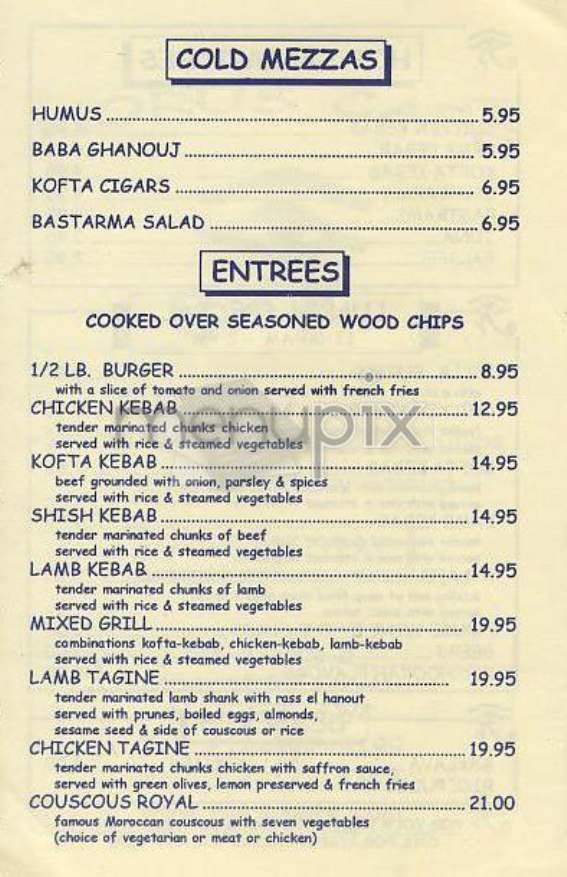 COLD MEZZAS
HUMUS 5.95
BABA GHANOUJ 5.95
KOFTA CIGARS 6.95
BASTARMA SALAD 6.95
ENTREES
COOKED OVER SEASONED WOOD CHIPS
1/2 LB. BURGER 8.95
with a slice of tomato and onion served with french fries
CHICKEN KEBAB 12.95
menupix
tender marinated chunks chicken
served with rice & steamed vegetables
KOFTA KEBAB 14.95
beef grounded with onion, parsley & spices
served with rice & steamed vegetables
SHISH KEBAB 14.95
tender marinated chunks of beef
served with rice & steamed vegetables
LAMB KEBAB 14.95
tender marinated chunks of lamb
served with rice & steamed vegetables
MIXED GRILL 19.95
combinations kofta-kebab, chicken-kebab, lamb-kebab
served with rice & steamed vegetables
LAMB TAGINE 19.95
tender marinated lamb shank with rass el hanout
served with prunes, boiled eggs, almonds,
sesame seed & side of couscous or rice
CHICKEN TAGINE 19.95
tender marinated chunks chicken with saffron sauce,
served with green olives, lemon preserved & french fries
COUSCOUS ROYAL 21.00
famous Moroccan couscous with seven vegetables
(choice of vegetarian or meat or chicken)